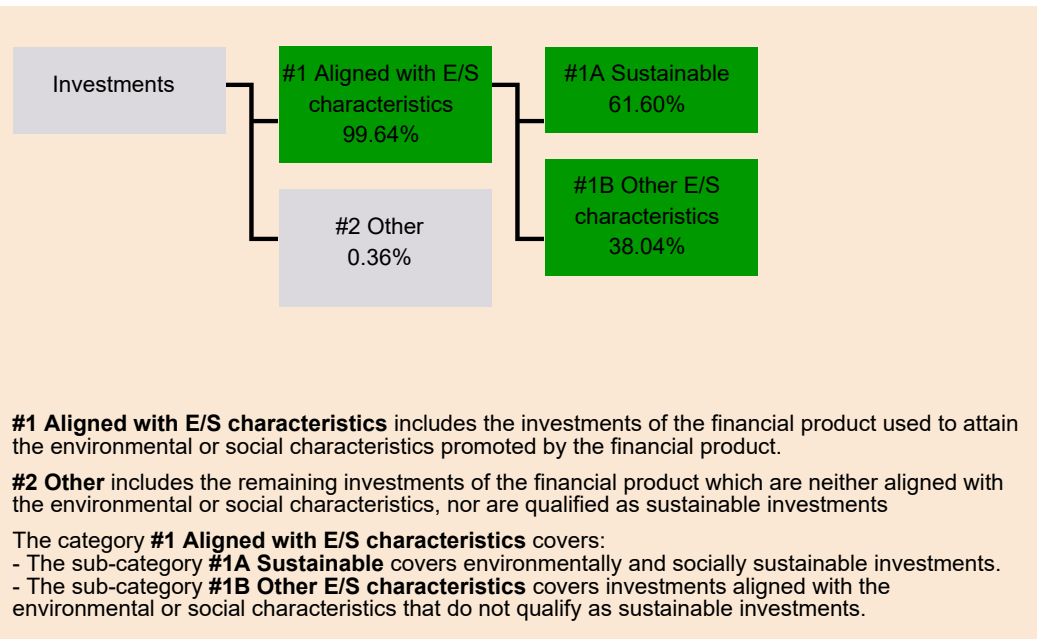 Investments
#1 Aligned with E/S
characteristics
99.64%
#1A Sustainable
61.60%
#1B Other E/S
characteristics
38.04%
#2 Other
0.36%
#1 Aligned with E/S characteristics includes the investments of the financial product used to attain
the environmental or social characteristics promoted by the financial product.
#2 Other includes the remaining investments of the financial product which are neither aligned with
the environmental or social characteristics, nor are qualified as sustainable investments
The category #1 Aligned with E/S characteristics covers:
- The sub-category #1A Sustainable covers environmentally and socially sustainable investments.
- The sub-category #1B Other E/S characteristics covers investments aligned with the
environmental or social characteristics that do not qualify as sustainable investments.